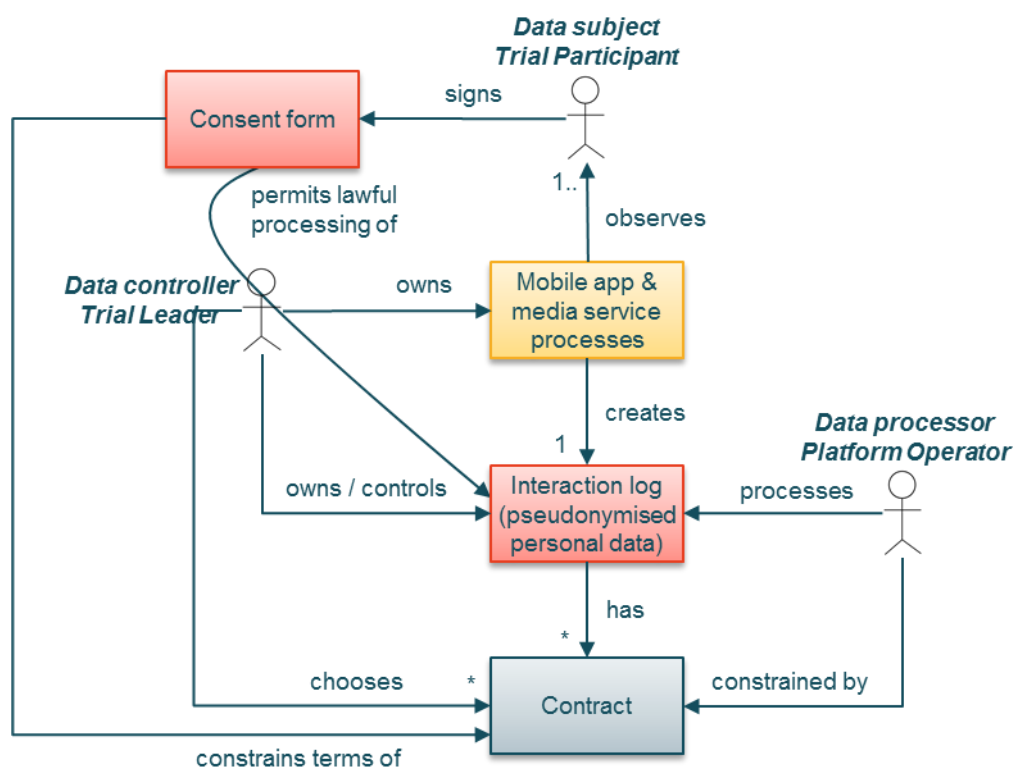 Data subject
Trial Participant
signs
Consent form
1..
permits lawful
processing of
observes
Data controller
Trial Leader
owns
Mobile app &
media service
processes
creates
1
Data processor
Platform Operator
owns / controls
Interaction log
(pseudonymised
personal data)
processes
has
*
chooses
*
Contract
constrained by
constrains terms of